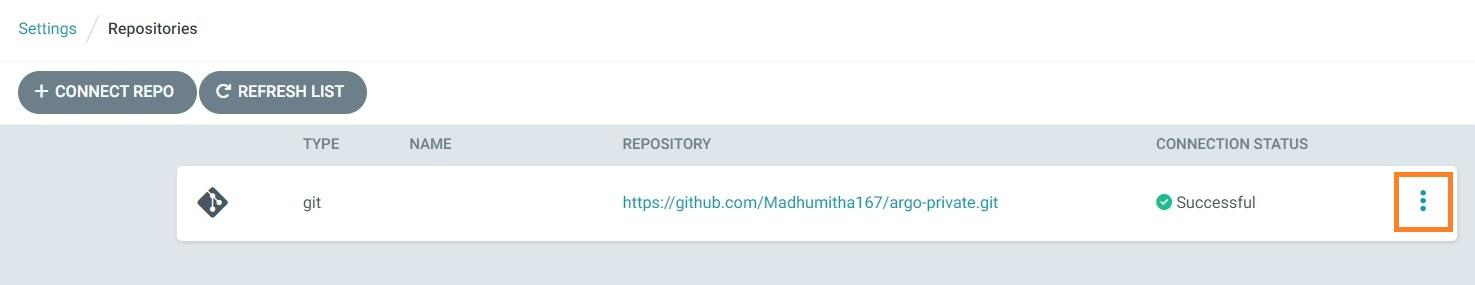 Settings / Repositories
+ CONNECT REPO REFRESH LIST
TYPE NAME REPOSITORY CONNECTION STATUS
git https://github.com/Madhumitha167/argo-private.git Successful